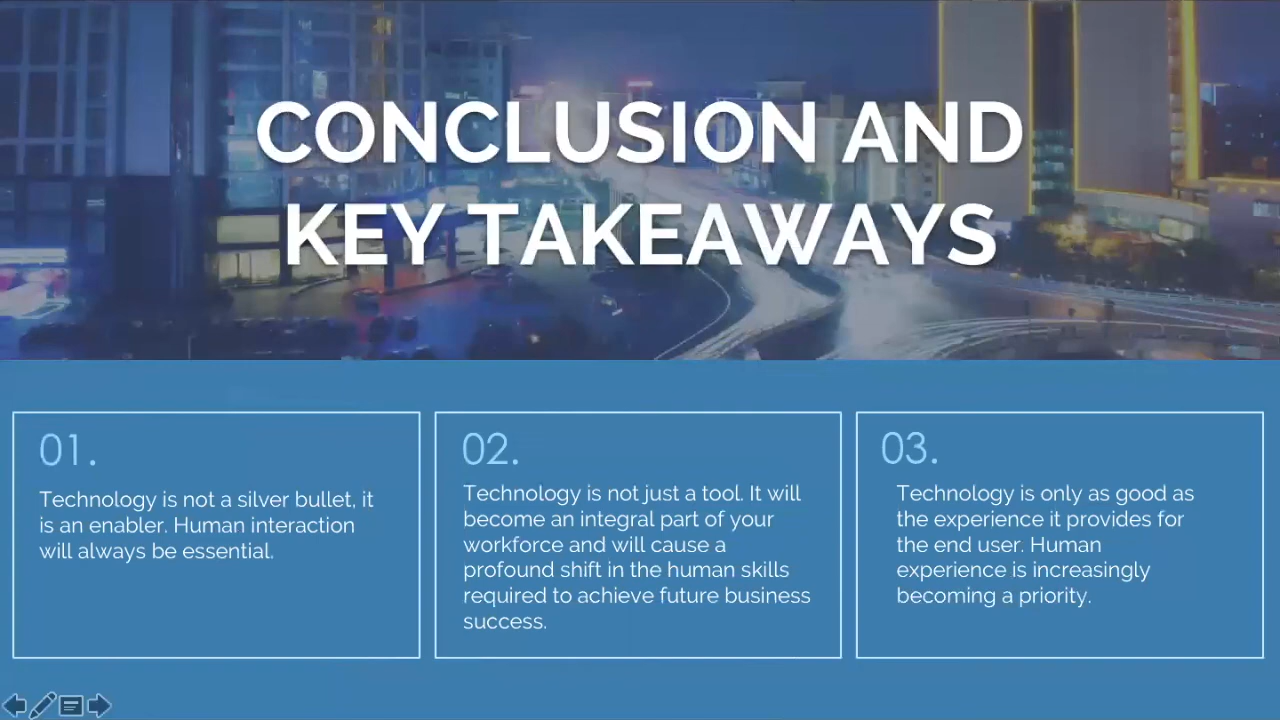 CONCLUSION AND
KEY TAKEAWAYS
01.
Technology is not a silver bullet, it
is an enabler. Human interaction
will always be essential.
02.
Technology is not just a tool. It will
become an integral part of your
workforce and will cause a
profound shift in the human skills
required to achieve future business
success.
03.
Technology is only as good as
the experience it provides for
the end user. Human
experience is increasingly
becoming a priority.